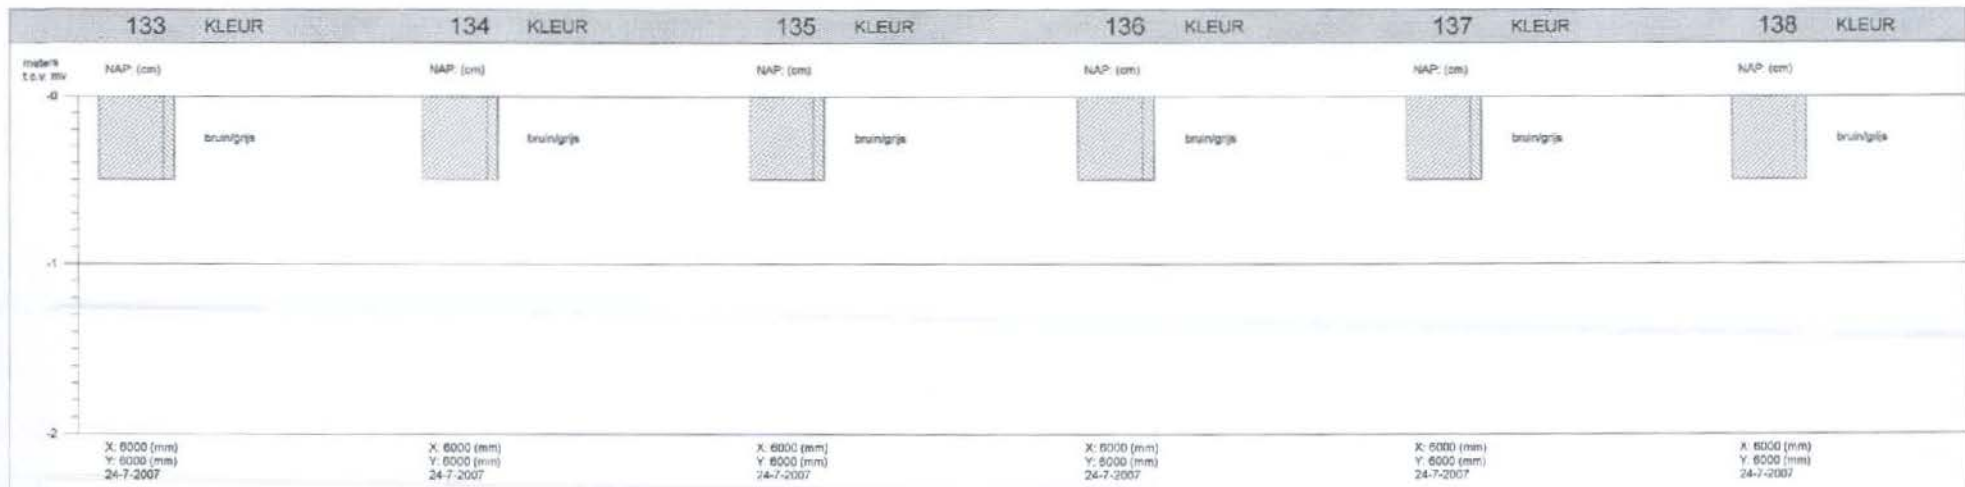 133 KLEUR 134 KLEUR 135 KLEUR 136 KLEUR 137 KLEUR 138 KLEUR
meters
t.o.v. mv
NAP: (cm) NAP: (cm) NAP: (cm) NAP: (cm) NAP: (cm) NAP: (cm)
-0
bruin/grijs bruin/grijs bruin/grijs bruin/grijs bruin/grijs bruin/grijs
-1
-2
X: 6000 (mm) X: 6000 (mm) X: 6000 (mm) X: 6000 (mm) X: 6000 (mm) X: 6000 (mm)
Y: 6000 (mm) Y: 6000 (mm) Y: 6000 (mm) Y: 6000 (mm) Y: 6000 (mm) Y: 6000 (mm)
24-7-2007 24-7-2007 24-7-2007 24-7-2007 24-7-2007 24-7-2007